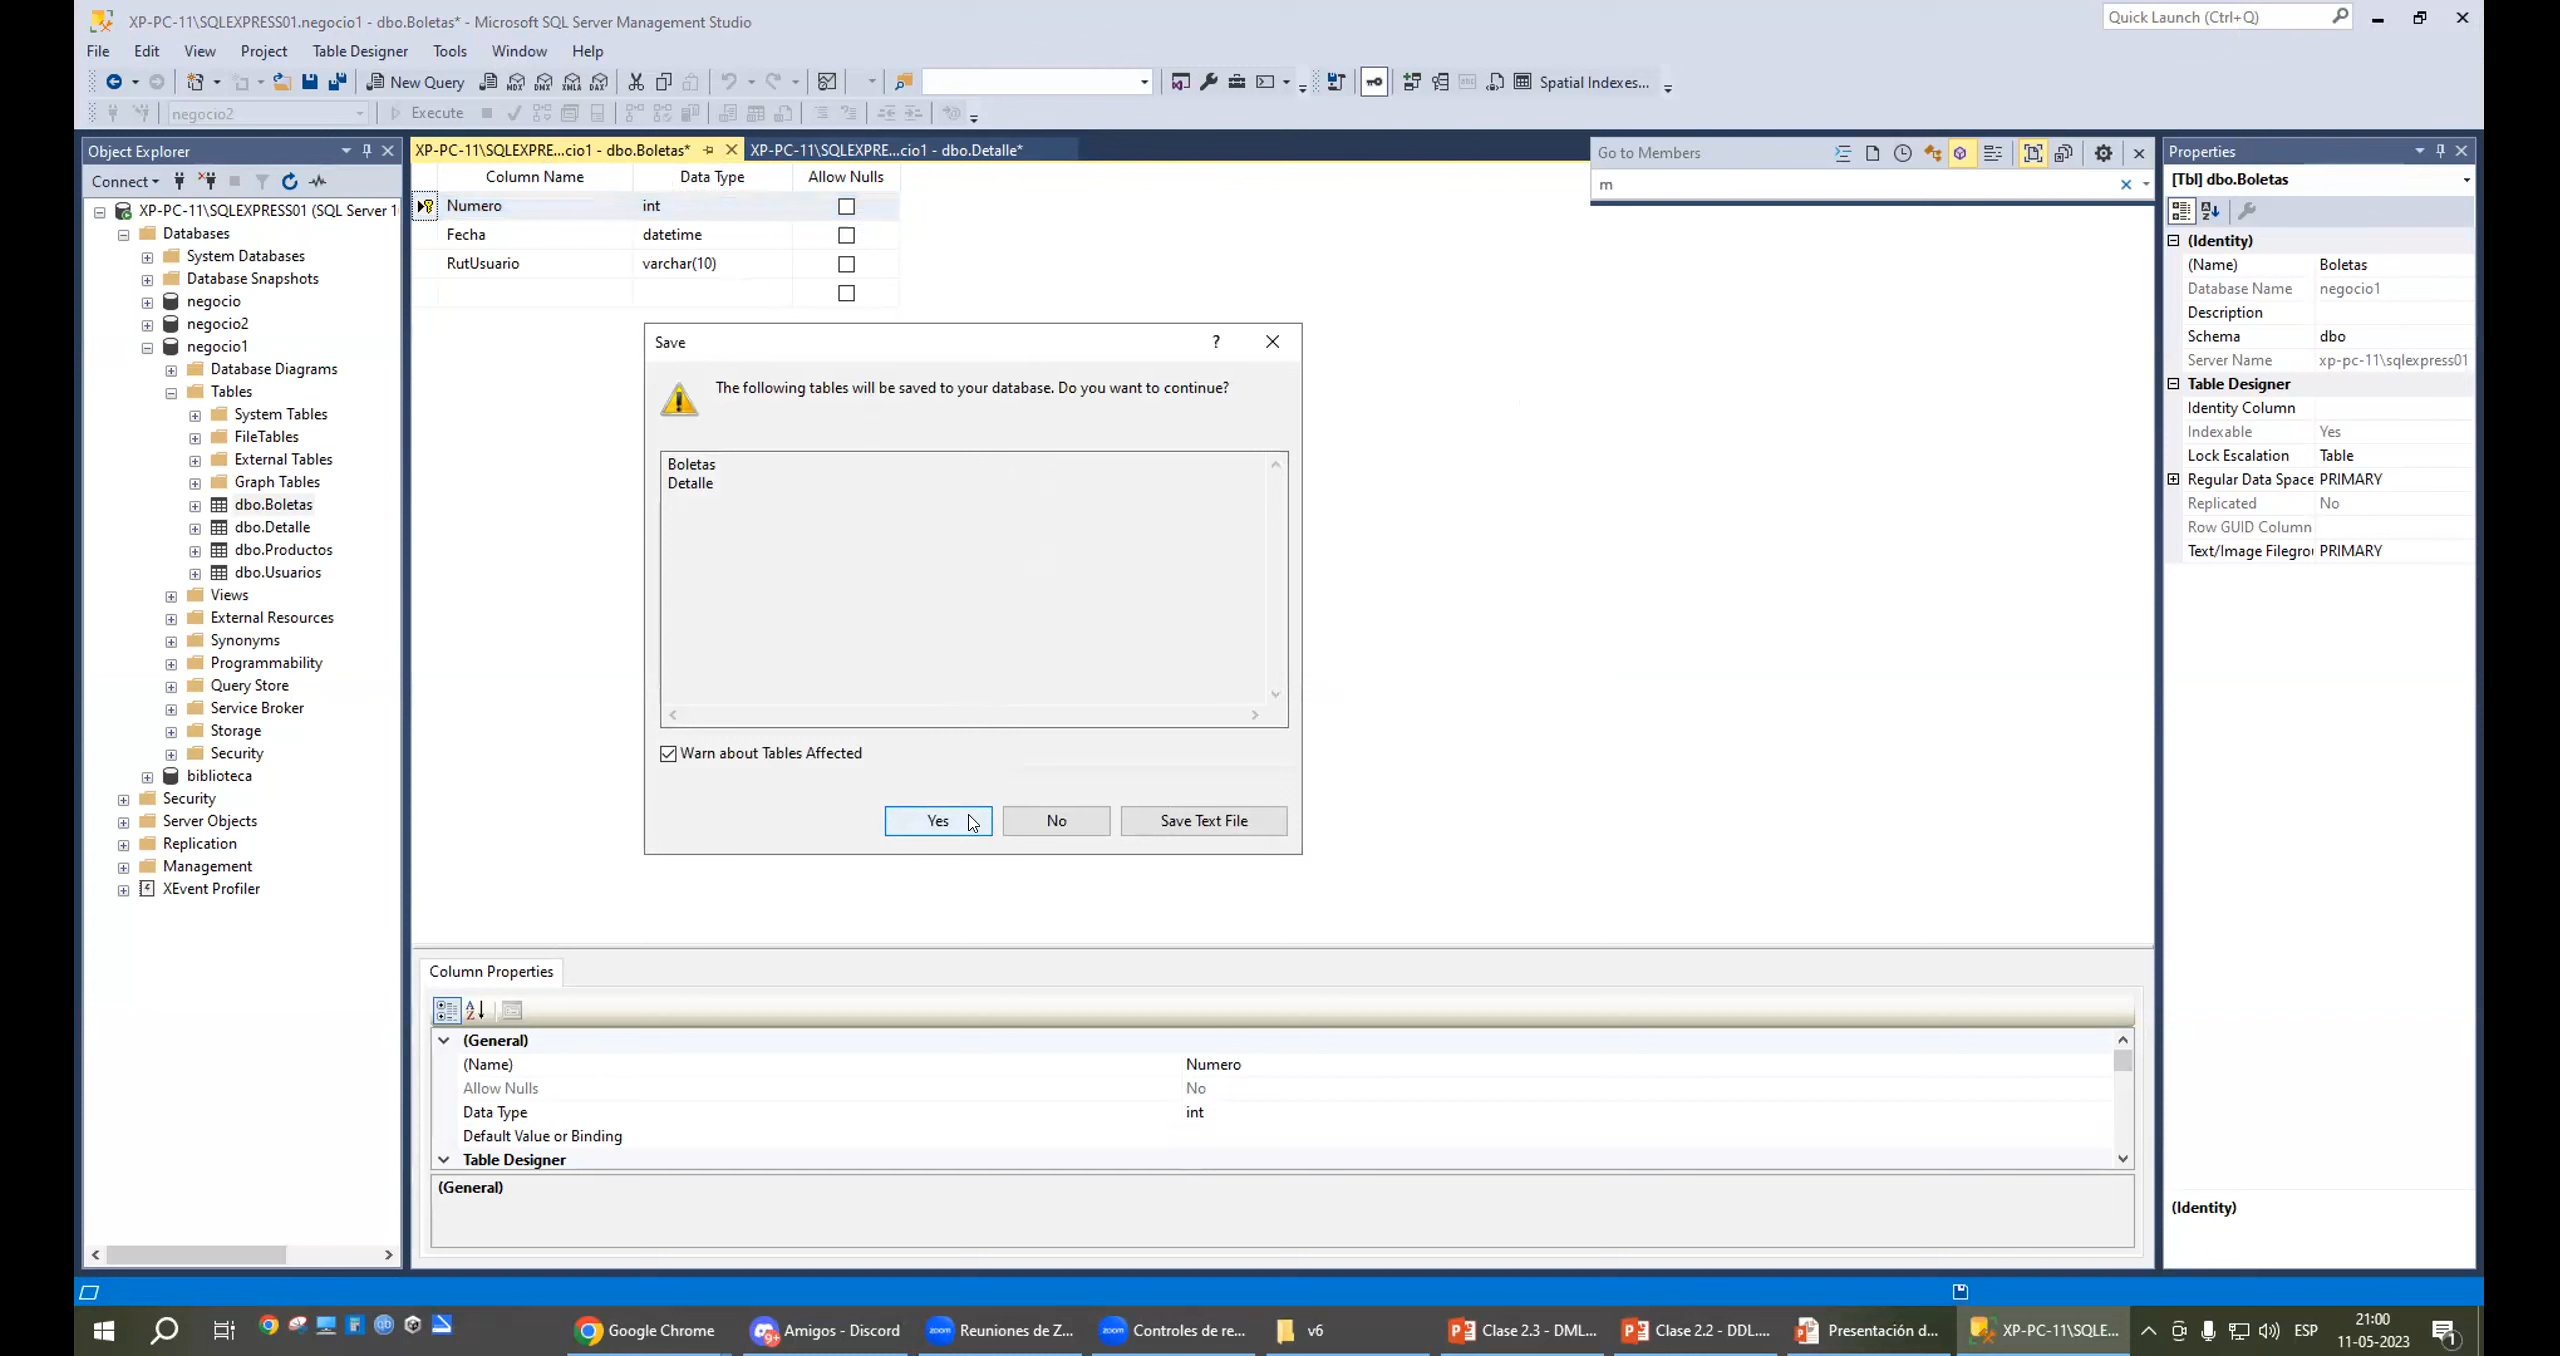 XP-PC-11\SQLEXPRESS01.negocio1 - dbo.Boletas* - Microsoft SQL Server Management Studio
Quick Launch (Ctrl+Q)
File Edit View Project Table Designer Tools Window Help
New Query
MDX DMX XMLA DAX
Spatial Indexes...
negocio2
Execute
Object Explorer
Connect
XP-PC-11\SQLEXPRESS01 (SQL Server 1
Databases
System Databases
Database Snapshots
negocio
negocio2
negocio1
Database Diagrams
Tables
System Tables
FileTables
External Tables
Graph Tables
dbo.Boletas
dbo.Detalle
dbo.Productos
dbo.Usuarios
Views
External Resources
Synonyms
Programmability
Query Store
Service Broker
Storage
Security
biblioteca
Security
Server Objects
Replication
Management
XEvent Profiler
XP-PC-11\SQLEXPRE...cio1 - dbo.Boletas*
XP-PC-11\SQLEXPRE...cio1 - dbo.Detalle*
Column Name Data Type Allow Nulls
Numero int
Fecha datetime
RutUsuario varchar(10)
Go to Members
m
Save
?
The following tables will be saved to your database. Do you want to continue?
Boletas
Detalle
Warn about Tables Affected
Yes No Save Text File
Column Properties
(General)
(Name) Numero
Allow Nulls No
Data Type int
Default Value or Binding
Table Designer
(General)
Properties
[Tbl] dbo.Boletas
(Identity)
(Name) Boletas
Database Name negocio1
Description
Schema dbo
Server Name xp-pc-11\sqlexpress01
Table Designer
Identity Column
Indexable Yes
Lock Escalation Table
Regular Data Space PRIMARY
Replicated No
Row GUID Column
Text/Image Filegro PRIMARY
(Identity)
Google Chrome
Amigos - Discord
zoom
Reuniones de Z...
zoom
Controles de re...
v6
Clase 2.3 - DML...
Clase 2.2 - DDL....
Presentación d...
XP-PC-11\SQLE...
ESP
21:00
11-05-2023